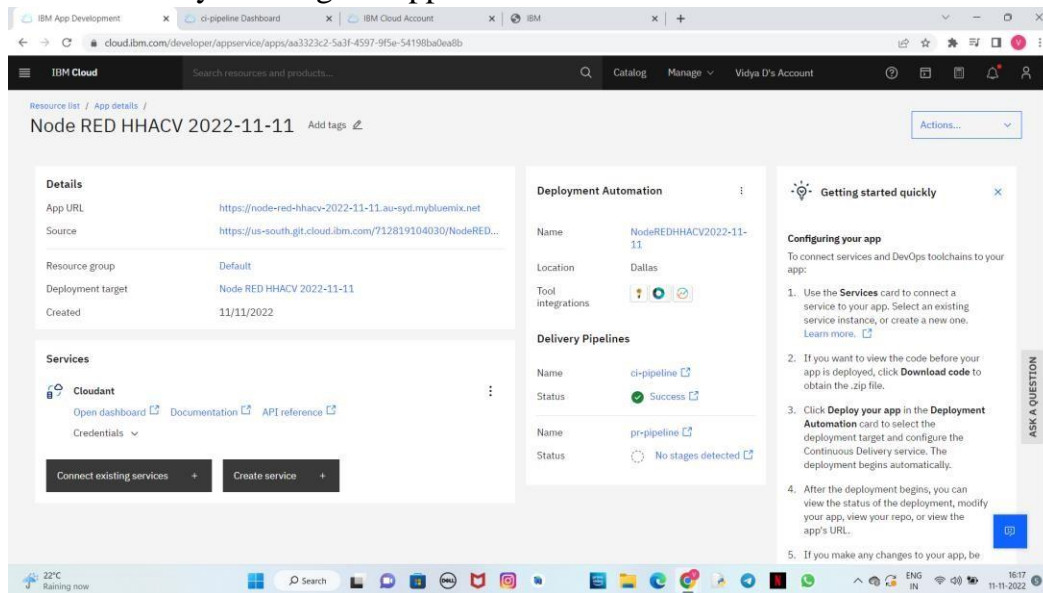 IBM App Development
ci-pipeline Dashboard
IBM Cloud Account
IBM
cloud.ibm.com/developer/appservice/apps/aa3323c2-5a3f-4597-9f5e-54198ba0ea8b
IBM Cloud
Search resources and products...
Catalog
Manage
Vidya D's Account
Resource list / App details /
Node RED HHACV 2022-11-11
Add tags
Actions...
Details
App URL
https://node-red-hhacv-2022-11-11.au-syd.mybluemix.net
Source
https://us-south.git.cloud.ibm.com/712819104030/NodeRED...
Resource group
Default
Deployment target
Node RED HHACV 2022-11-11
Created
11/11/2022
Services
Cloudant
Open dashboard
Documentation
API reference
Credentials
Connect existing services +
Create service +
Deployment Automation
Name
NodeREDHHACV2022-11-
11
Location
Dallas
Tool
integrations
Delivery Pipelines
Name
ci-pipeline
Status
Success
Name
pr-pipeline
Status
No stages detected
Getting started quickly
Configuring your app
To connect services and DevOps toolchains to your
app:
1. Use the Services card to connect a
service to your app. Select an existing
service instance, or create a new one.
Learn more.
2. If you want to view the code before your
app is deployed, click Download code to
obtain the .zip file.
3. Click Deploy your app in the Deployment
Automation card to select the
deployment target and configure the
Continuous Delivery service. The
deployment begins automatically.
4. After the deployment begins, you can
view the status of the deployment, modify
your app, view your repo, or view the
app's URL.
5. If you make any changes to your app, be
ASK A QUESTION
22°C
Raining now
Search
ENG
IN
16:17
11-11-2022